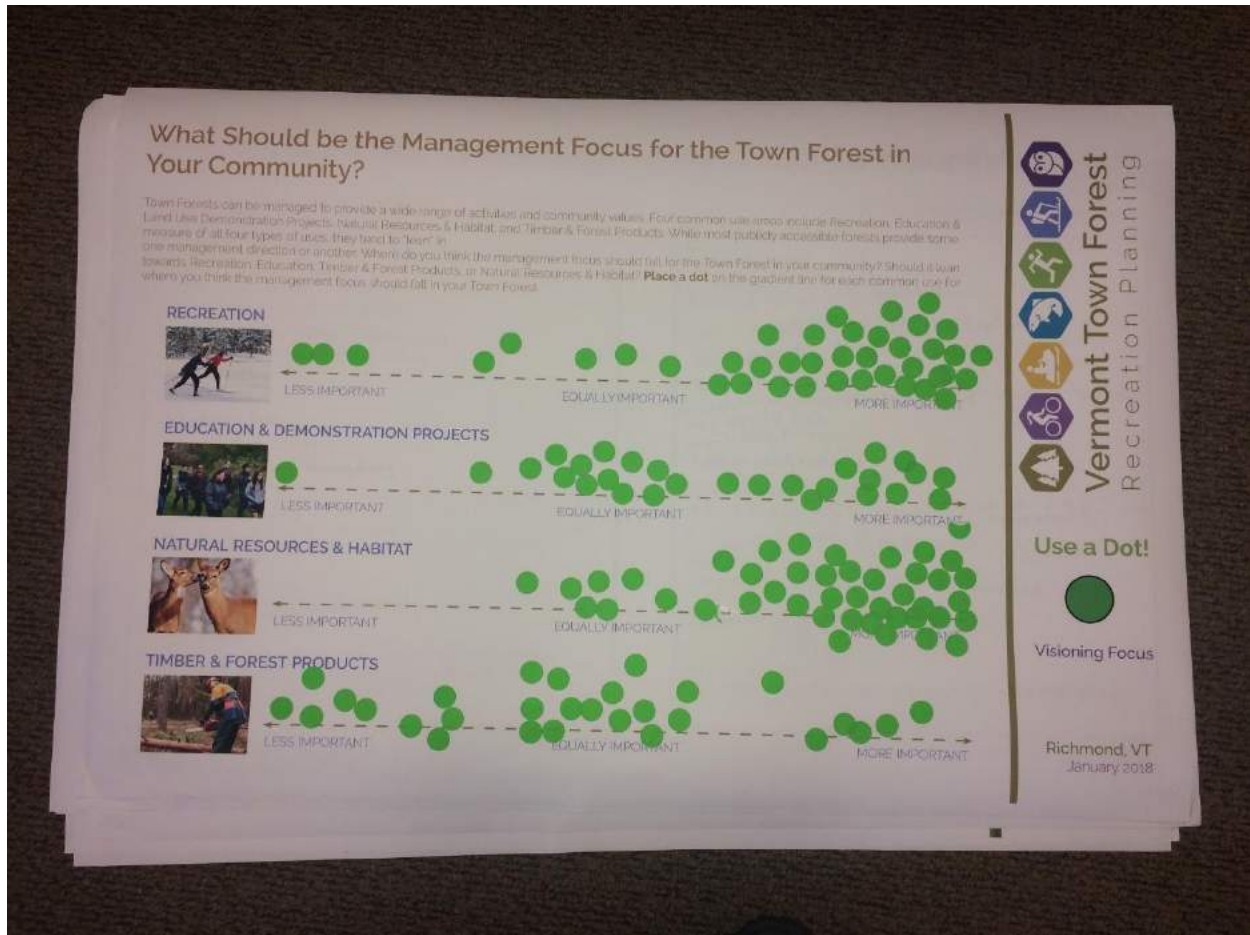 What Should be the Management Focus for the Town Forest in
Your Community?
Town Forests can be managed to provide a wide range of activities and community values. Four common use areas include Recreation, Education &
Land Use Demonstration Projects, Natural Resources & Habitat, and Timber & Forest Products. While most publicly accessible forests provide some
measure of all four types of uses, they tend to "lean" in
one management direction or another. Where do you think the management focus should fall for the Town Forest in your community? Should it lean
towards Recreation, Education, Timber & Forest Products, or Natural Resources & Habitat? Place a dot on the gradient line for each common use for
where you think the management focus should fall in your Town Forest.
RECREATION
LESS IMPORTANT
EQUALLY IMPORTANT
MORE IMPORTANT
EDUCATION & DEMONSTRATION PROJECTS
LESS IMPORTANT
EQUALLY IMPORTANT
MORE IMPORTANT
NATURAL RESOURCES & HABITAT
LESS IMPORTANT
EQUALLY IMPORTANT
MORE IMPORTANT
TIMBER & FOREST PRODUCTS
LESS IMPORTANT
EQUALLY IMPORTANT
MORE IMPORTANT
Vermont Town Forest
Recreation Planning
Use a Dot!
Visioning Focus
Richmond, VT
January 2018